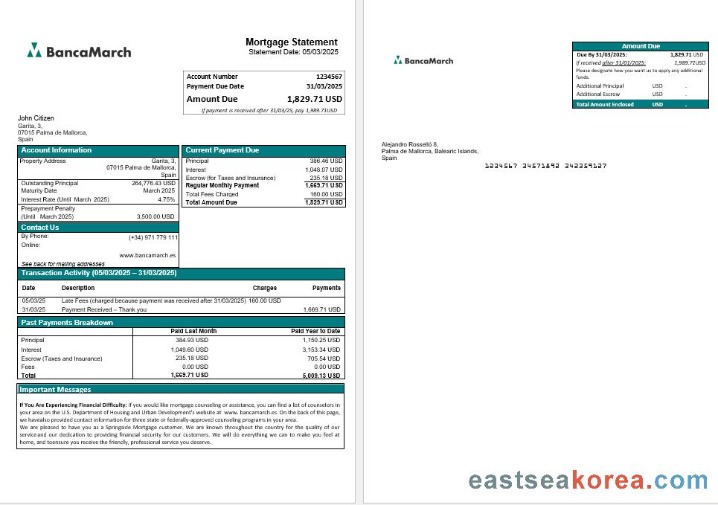 BancaMarch
Mortgage Statement
Statement Date: 05/03/2025
Account Number 1234567
Payment Due Date 31/03/2025
Amount Due 1,829.71 USD
If payment is received after 31/03/25, pay 1,989.71USD
John Citizen
Garita, 3,
07015 Palma de Mallorca,
Spain
Account Information
Property Address Garita, 3,
07015 Palma de Mallorca,
Spain
Outstanding Principal 264,776.43 USD
Maturity Date March 2025
Interest Rate (Until March 2025) 4.75%
Prepayment Penalty
(Until March 2025) 3,500.00 USD
Contact Us
By Phone: (+34) 971 779 111
Online:
www.bancamarch.es
See back for mailing addresses
Current Payment Due
Principal 386.46 USD
Interest 1,048.07 USD
Escrow (for Taxes and Insurance) 235.18 USD
Regular Monthly Payment 1,669.71 USD
Total Fees Charged 160.00 USD
Total Amount Due 1,829.71 USD
Transaction Activity (05/03/2025 – 31/03/2025)
Date Description Charges Payments
05/03/25 Late Fees (charged because payment was received after 31/03/2025) 160.00 USD
31/03/25 Payment Received – Thank you 1,669.71 USD
Past Payments Breakdown
Paid Last Month Paid Year to Date
Principal 384.93 USD 1,150.25 USD
Interest 1,049.60 USD 3,153.34 USD
Escrow (Taxes and Insurance) 235.18 USD 705.54 USD
Fees 0.00 USD 0.00 USD
Total 1,669.71 USD 5,009.13 USD
Important Messages
If You Are Experiencing Financial Difficulty: If you would like mortgage counseling or assistance, you can find a list of counselors in
your area on the U.S. Department of Housing and Urban Development's website at www. bancamarch.es. On the back of this page,
we have also provided contact information for three state or federally-approved counseling programs in your area.
We are pleased to have you as a Springside Mortgage customer. We are known throughout the country for the quality of our
service and our dedication to providing financial security for our customers. We will do everything we can to make you feel at
home, and to ensure you receive the friendly, professional service you deserve.
BancaMarch
Amount Due
Due By 31/03/2025: 1,829.71 USD
If received after 31/01/2025: 1,989.71USD
Please designate how you want us to apply any additional
funds.
Additional Principal USD .
Additional Escrow USD .
Total Amount Enclosed USD .
Alejandro Rosselló 8,
Palma de Mallorca, Balearic Islands,
Spain
1234567 34571892 342359127
eastseakorea.com